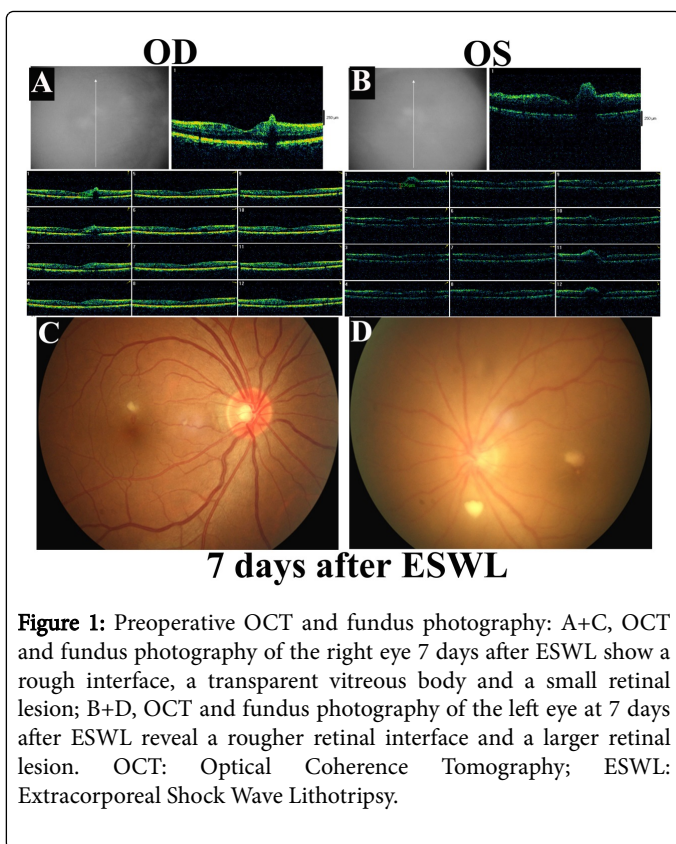 OD OS
A B
C D
7 days after ESWL
Figure 1: Preoperative OCT and fundus photography: A+C, OCT
and fundus photography of the right eye 7 days after ESWL show a
rough interface, a transparent vitreous body and a small retinal
lesion; B+D, OCT and fundus photography of the left eye at 7 days
after ESWL reveal a rougher retinal interface and a larger retinal
lesion. OCT: Optical Coherence Tomography; ESWL:
Extracorporeal Shock Wave Lithotripsy.